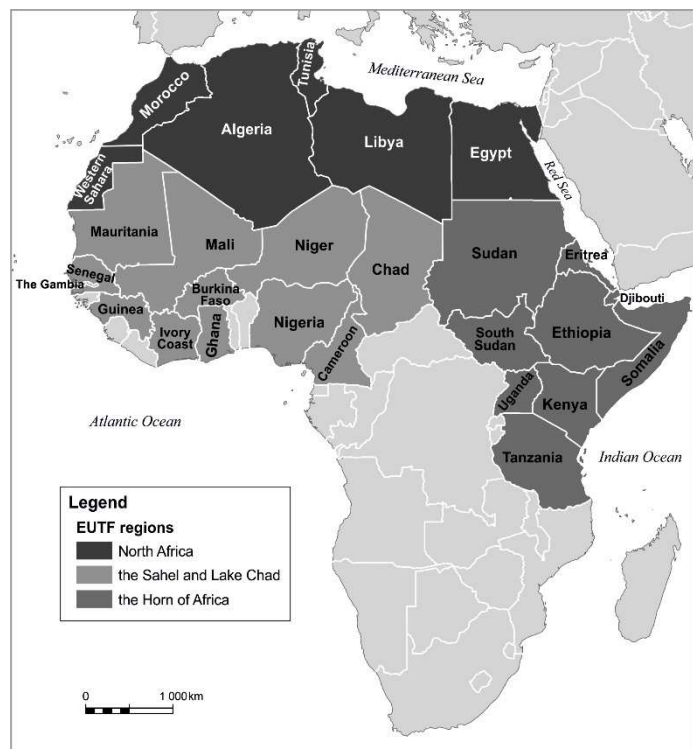 Mediterranean Sea
Tunisia
Morocco
Algeria
Libya
Egypt
Western
Sahara
Red Sea
Mauritania
Mali
Niger
Chad
Sudan
Eritrea
Senegal
The Gambia
Burkina
Faso
Djibouti
Guinea
Ivory
Coast
Ghana
Nigeria
Cameroon
South
Sudan
Ethiopia
Somalia
Uganda
Kenya
Atlantic Ocean
Tanzania
Indian Ocean
Legend
EUTF regions
North Africa
the Sahel and Lake Chad
the Horn of Africa
0 1 000 km